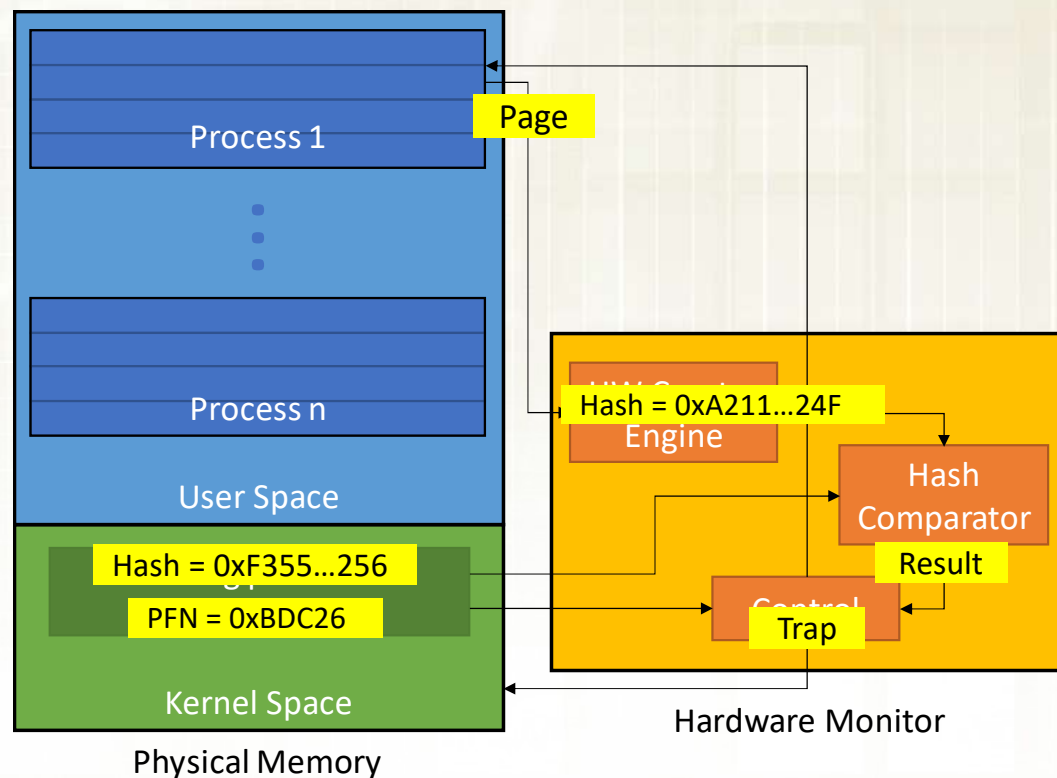 Page
Process 1
Process n
User Space
Hash = 0xA211...24F
Engine
Hash
Comparator
Result
Hash = 0xF355...256
PFN = 0xBDC26
Trap
Kernel Space
Hardware Monitor
Physical Memory